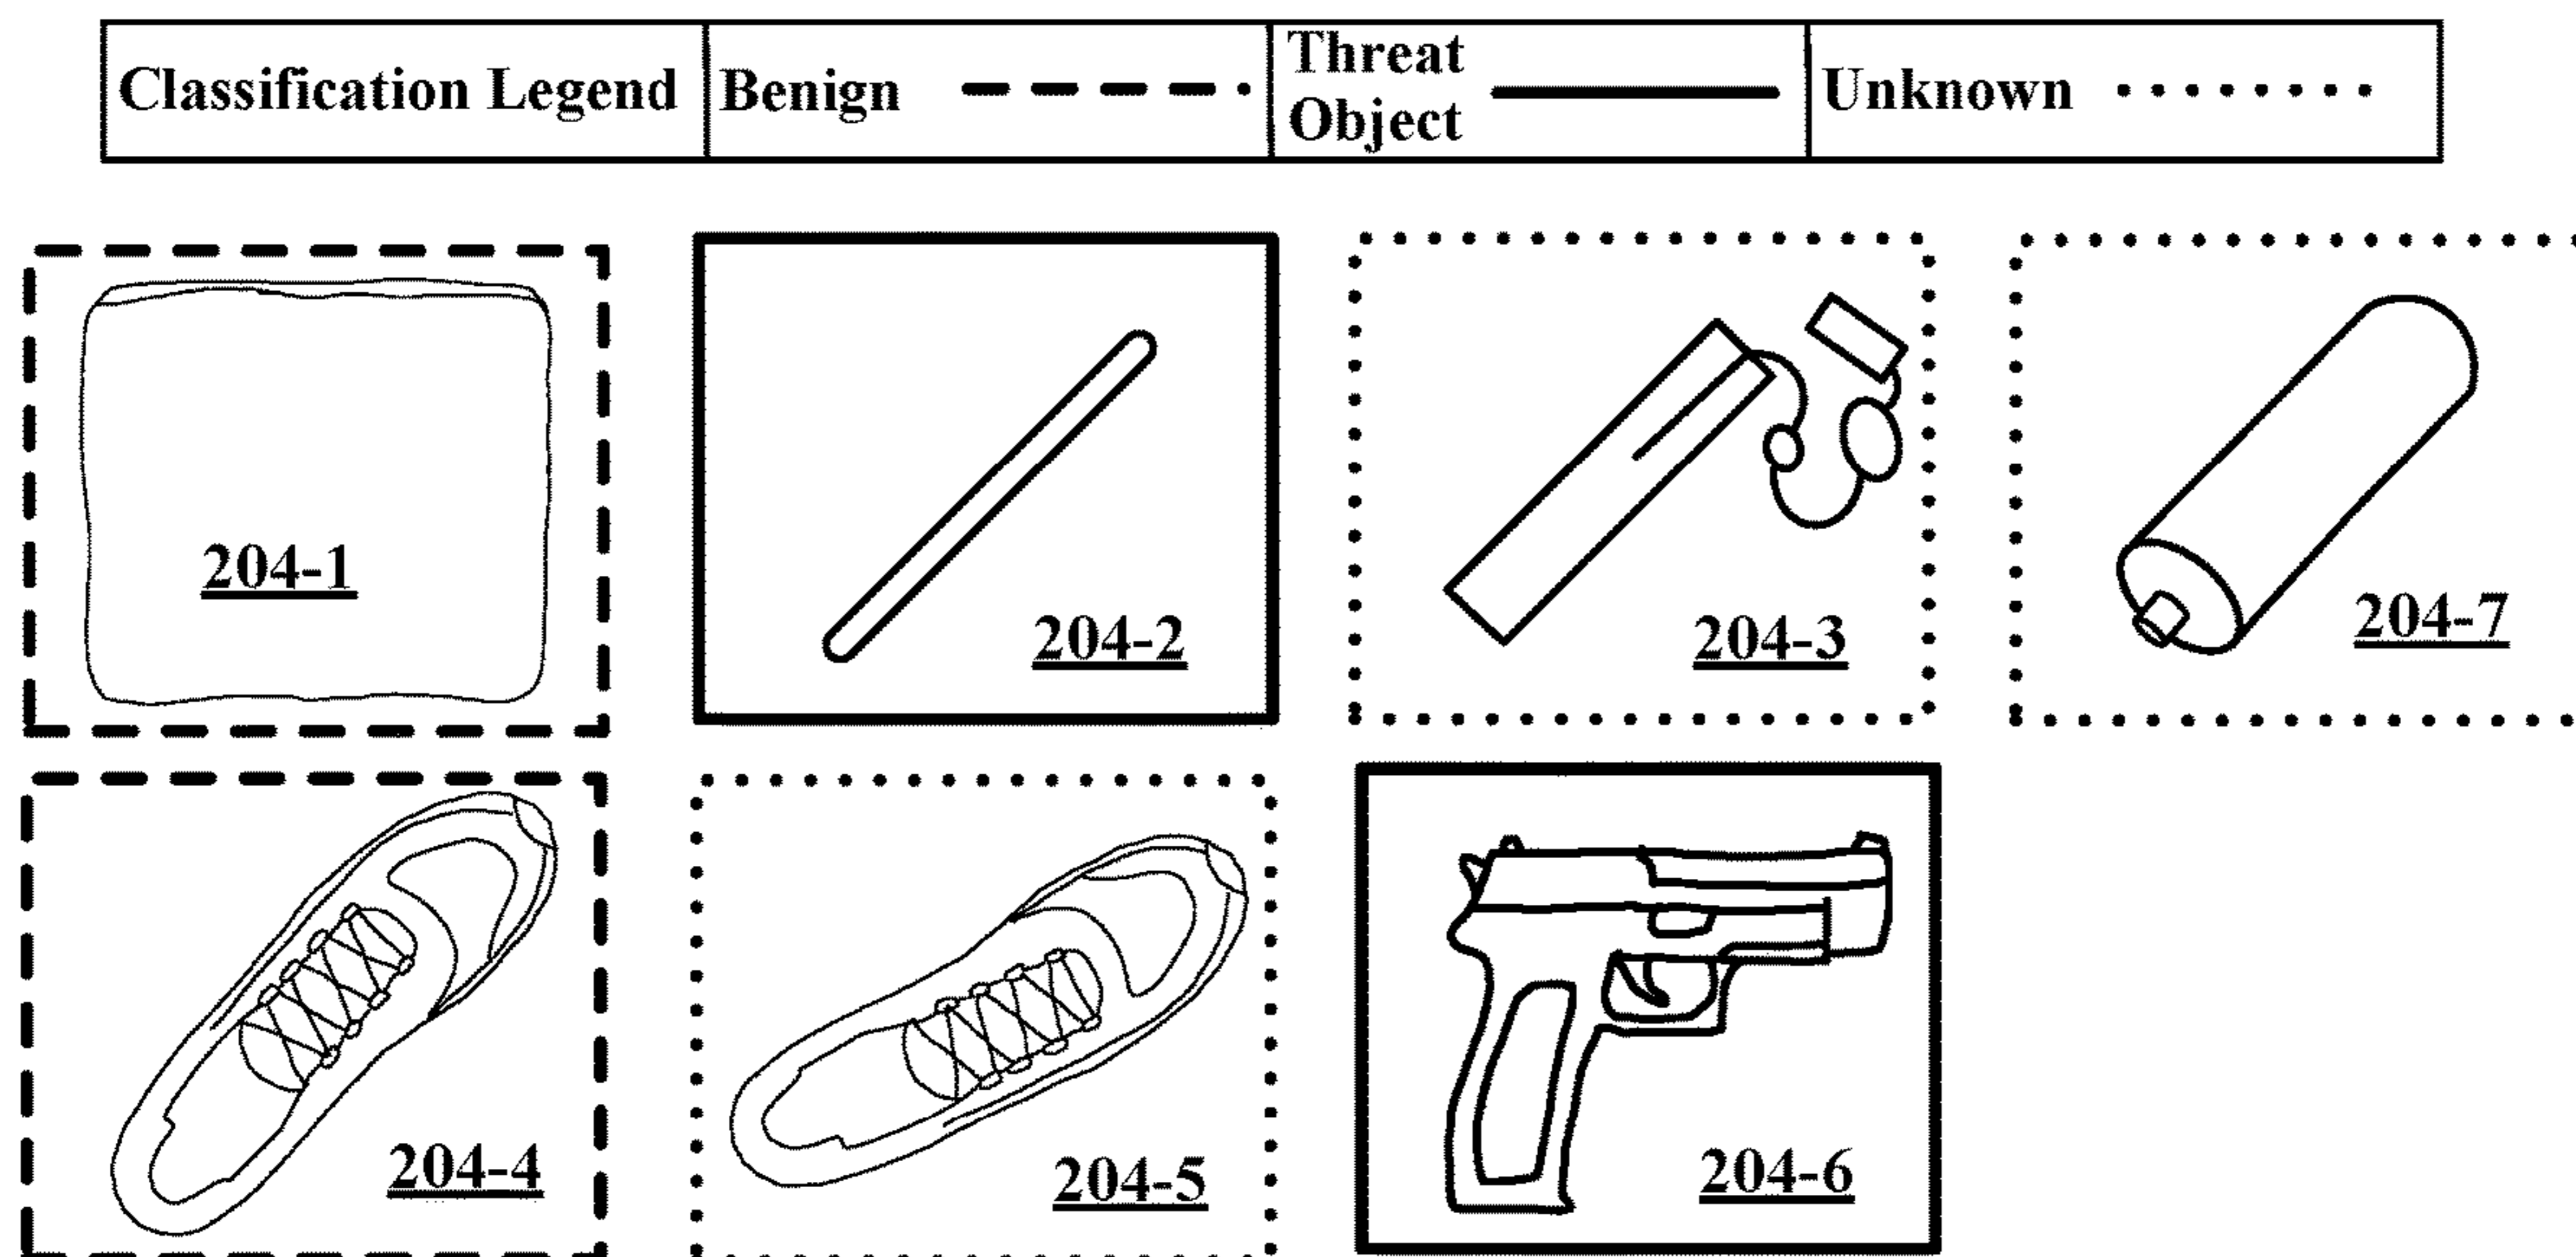 Classification Legend
Benign
Threat
Object
Unknown
204-1
204-2
204-3
204-7
204-4
204-5
204-6